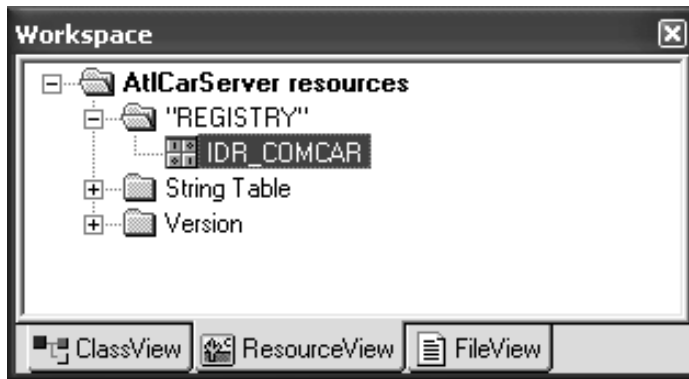 Workspace
AtlCarServer resources
"REGISTRY"
IDR_COMCAR
String Table
Version
ClassView ResourceView FileView